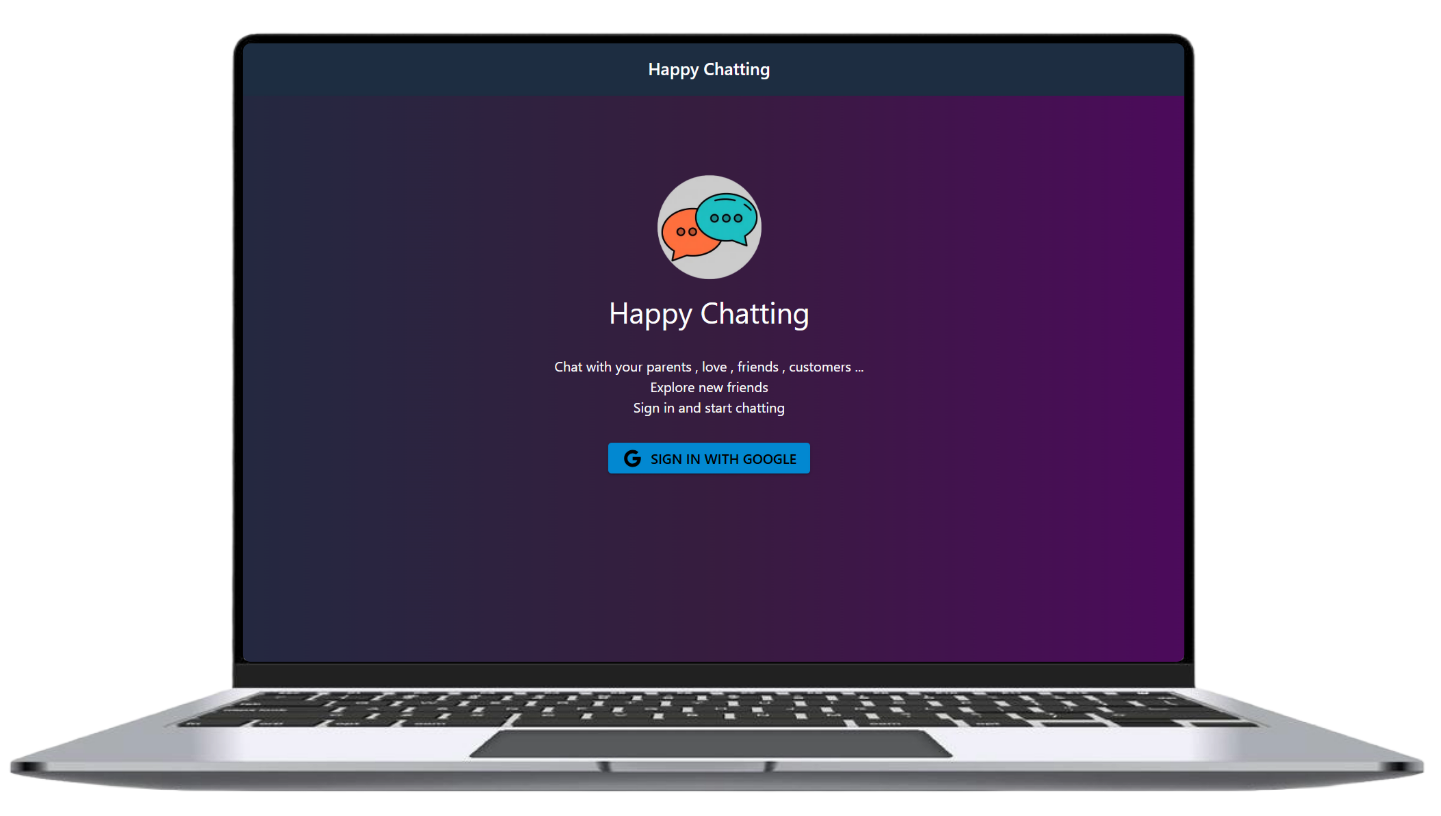 Happy Chatting
Happy Chatting
Chat with your parents , love , friends , customers ...
Explore new friends
Sign in and start chatting
SIGN IN WITH GOOGLE